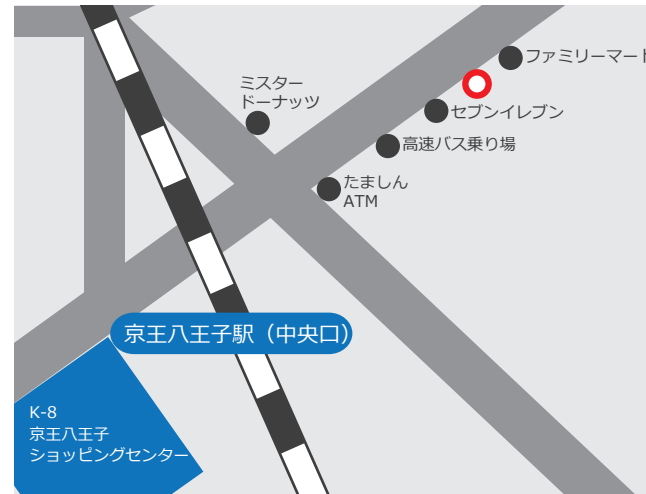 ファミリーマート
ミスター
ドーナッツ
セブンイレブン
高速バス乗り場
たましん
ATM
京王八王子駅（中央口）
K-8
京王八王子
ショッピングセンター